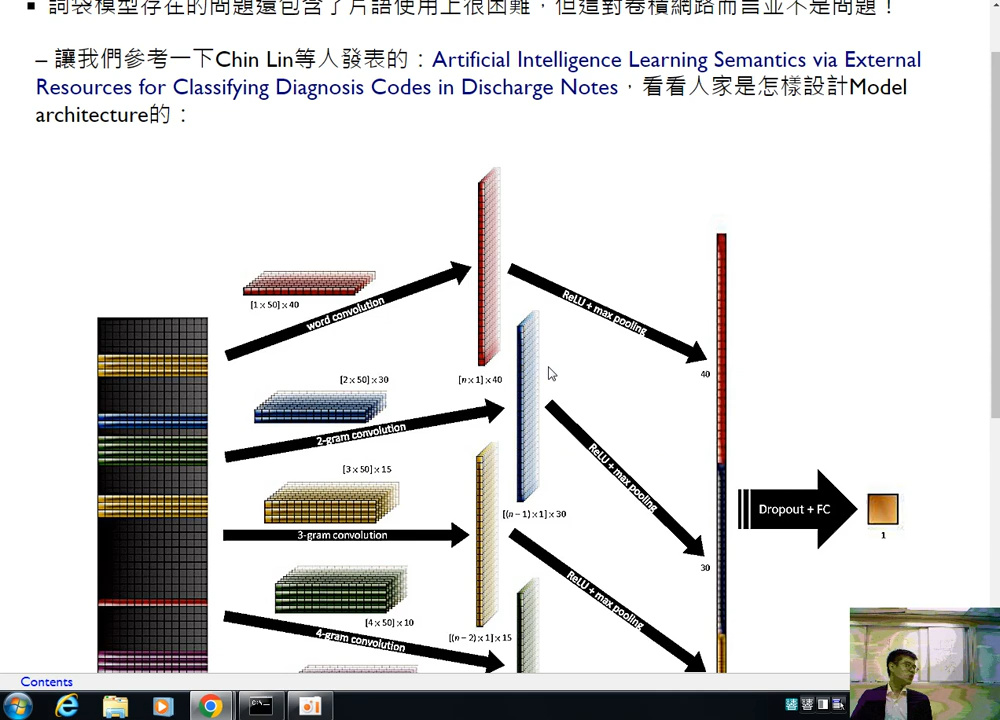 詞袋模型存在的問題還包含了片語使用上很困難，但這對卷積網路而言並不是問題！
– 讓我們參考一下Chin Lin等人發表的：Artificial Intelligence Learning Semantics via External
Resources for Classifying Diagnosis Codes in Discharge Notes，看看人家是怎樣設計Model
architecture的：
[1 x 50] x 40
word convolution
ReLU + max pooling
[n x 1] x 40
40
[2 x 50] x 30
2-gram convolution
ReLU + max pooling
[3 x 50] x 15
[(n – 1) x 1] x 30
Dropout + FC
1
3-gram convolution
30
ReLU + max pooling
[4 x 50] x 10
4-gram convolution
[(n – 2) x 1] x 15
Contents